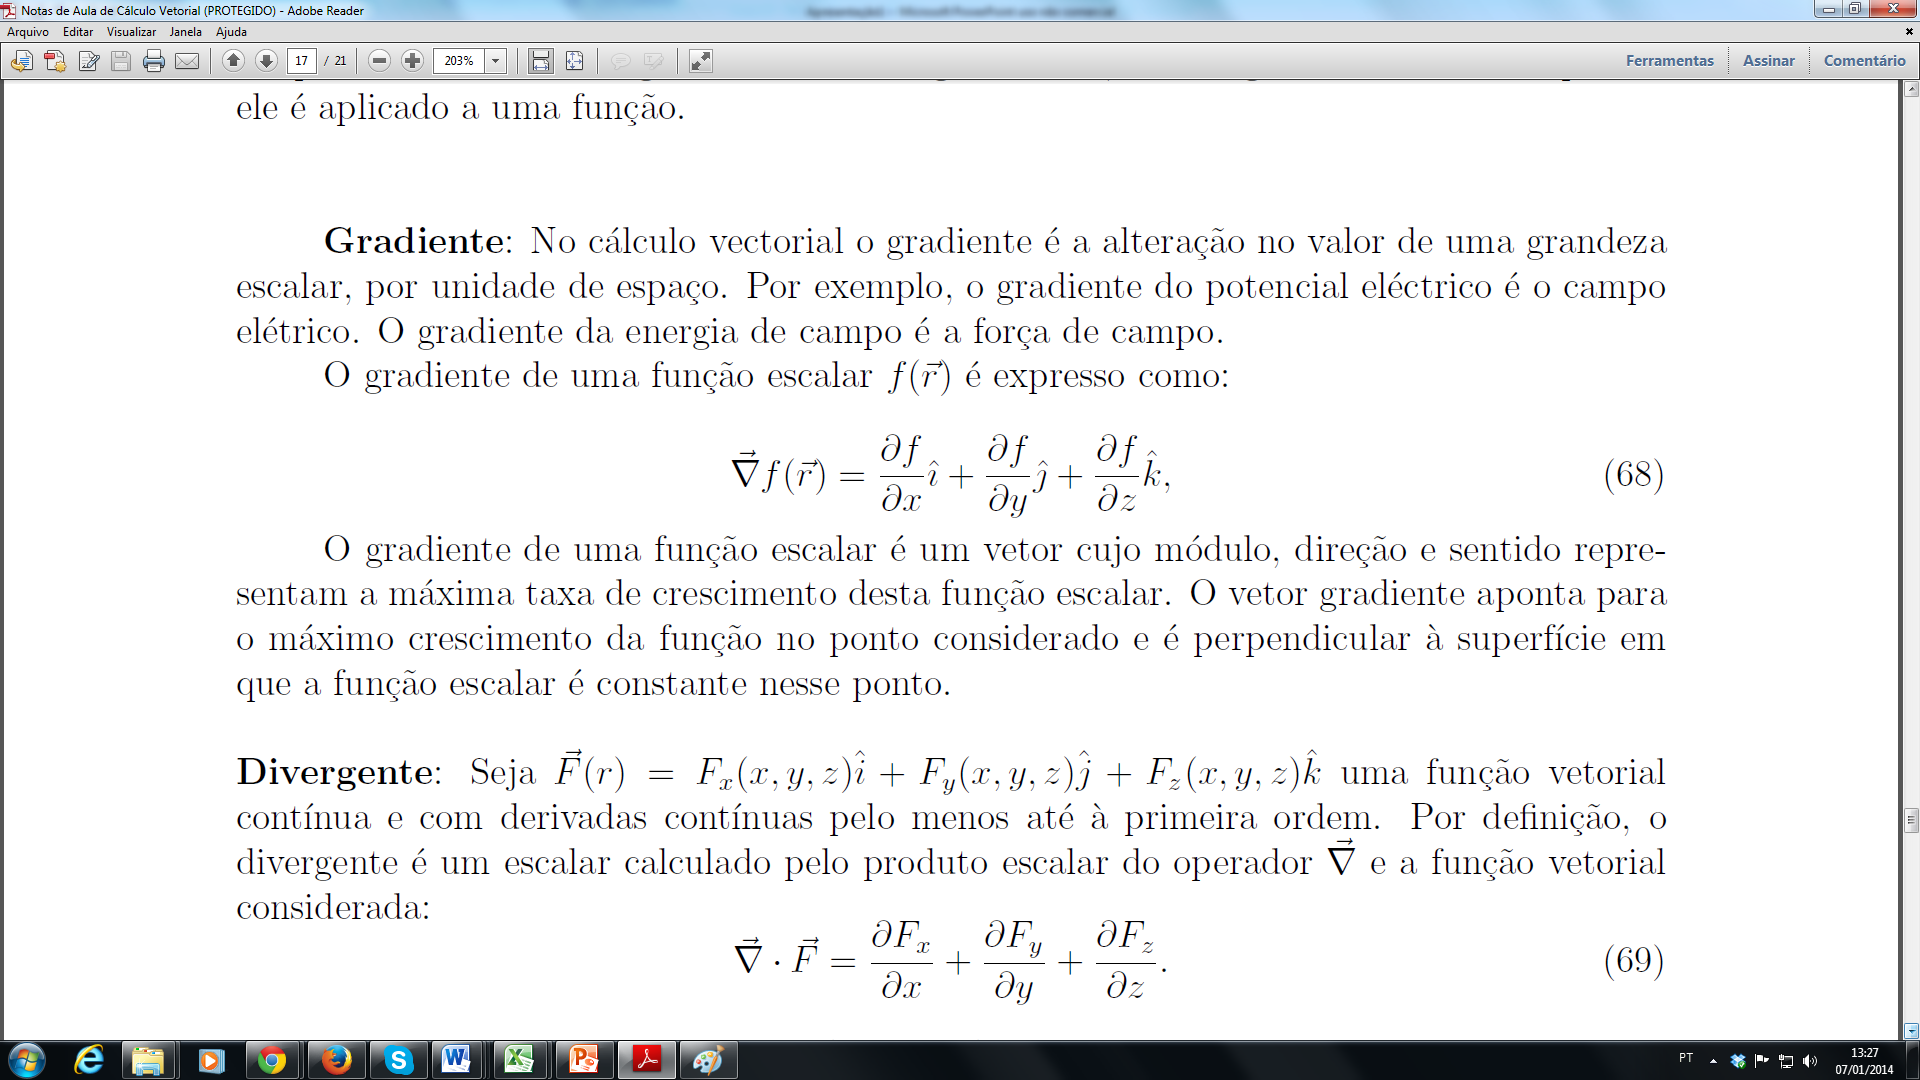 Notas de Aula de Cálculo Vetorial (PROTEGIDO) - Adobe Reader
Arquivo Editar Visualizar Janela Ajuda
17 / 21 203% Ferramentas Assinar Comentário
ele é aplicado a uma função.
Gradiente: No cálculo vectorial o gradiente é a alteração no valor de uma grandeza
escalar, por unidade de espaço. Por exemplo, o gradiente do potencial eléctrico é o campo
elétrico. O gradiente da energia de campo é a força de campo.
O gradiente de uma função escalar f(r⃗) é expresso como:
∇⃗f(r⃗) = ∂f/∂x î + ∂f/∂y ĵ + ∂f/∂z k̂, (68)
O gradiente de uma função escalar é um vetor cujo módulo, direção e sentido repre-
sentam a máxima taxa de crescimento desta função escalar. O vetor gradiente aponta para
o máximo crescimento da função no ponto considerado e é perpendicular à superfície em
que a função escalar é constante nesse ponto.
Divergente: Seja F⃗(r) = Fₓ(x, y, z)î + F_y(x, y, z)ĵ + F_z(x, y, z)k̂ uma função vetorial
contínua e com derivadas contínuas pelo menos até à primeira ordem. Por definição, o
divergente é um escalar calculado pelo produto escalar do operador ∇⃗ e a função vetorial
considerada:
∇⃗ · F⃗ = ∂Fₓ/∂x + ∂F_y/∂y + ∂F_z/∂z. (69)
PT 13:27
07/01/2014